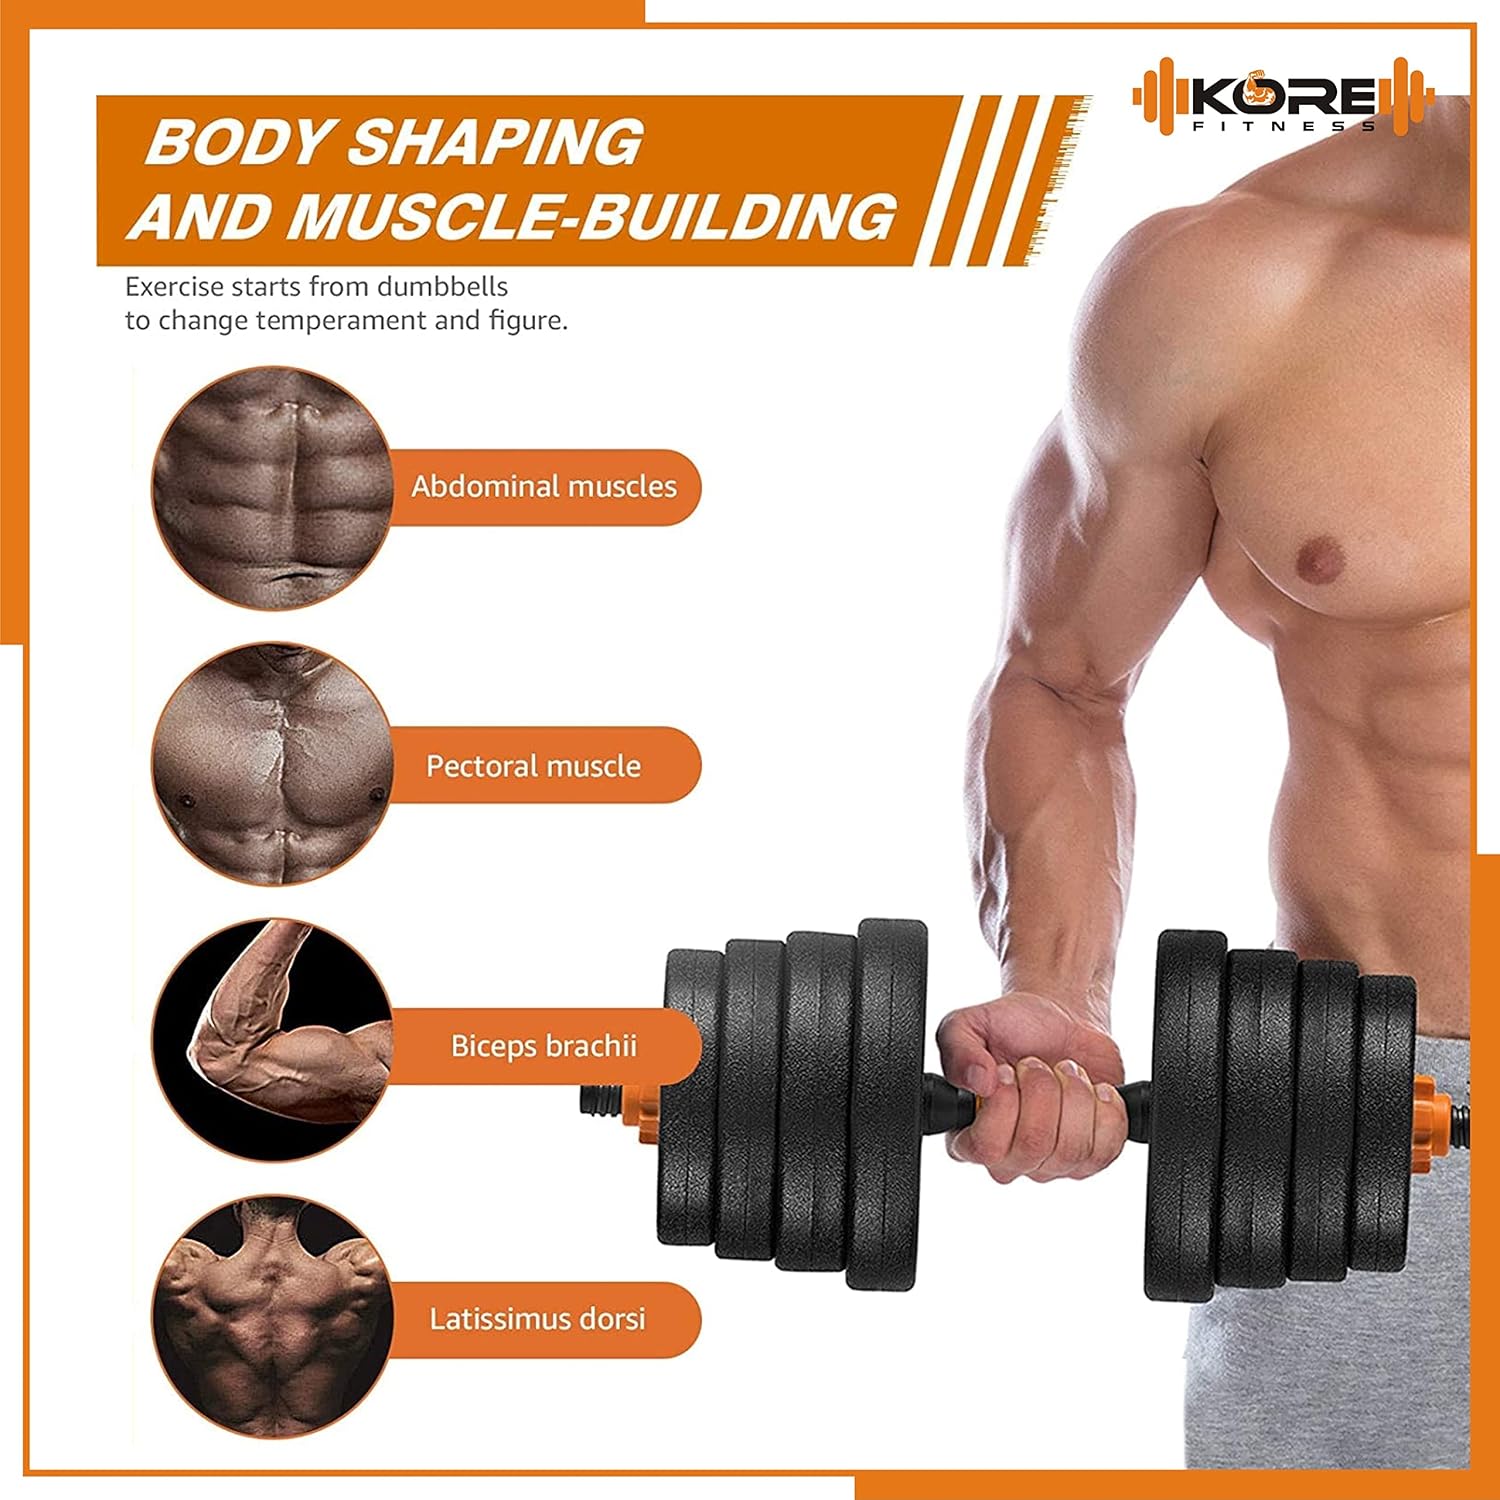 KORE
FITNESS
BODY SHAPING
AND MUSCLE-BUILDING
Exercise starts from dumbbells
to change temperament and figure.
Abdominal muscles
Pectoral muscle
Biceps brachii
Latissimus dorsi